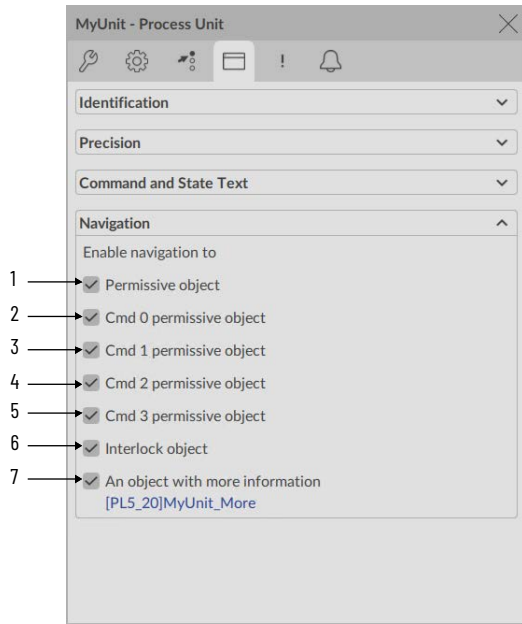 MyUnit - Process Unit
!
Identification
Precision
Command and State Text
Navigation
Enable navigation to
1 Permissive object
2 Cmd 0 permissive object
3 Cmd 1 permissive object
4 Cmd 2 permissive object
5 Cmd 3 permissive object
6 Interlock object
7 An object with more information
[PL5_20]MyUnit_More